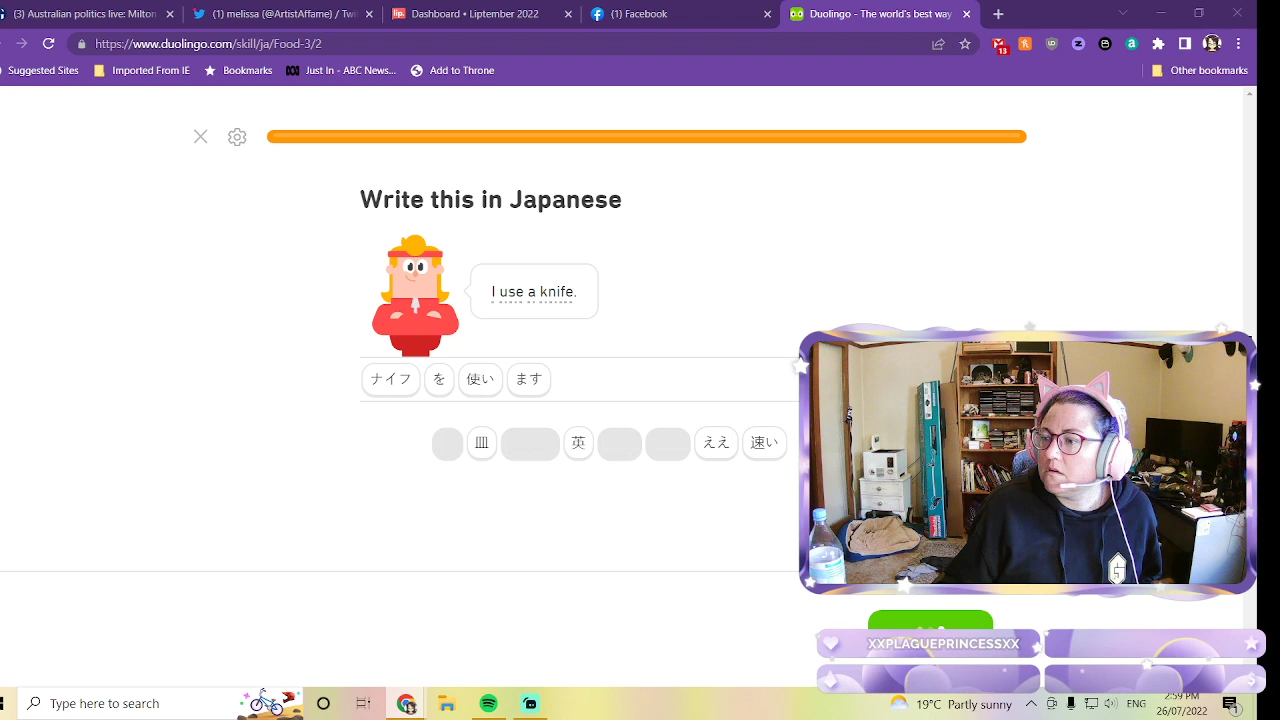 (3) Australian politics live: Milton
(1) melissa (@ArtistAffame) / Twi
lip. Dashboard • Liptember 2022
(1) Facebook
Duolingo - The world's best way
https://www.duolingo.com/skill/ja/Food-3/2
13
Suggested Sites
Imported From IE
Bookmarks
Just In - ABC News...
Add to Throne
Other bookmarks
Write this in Japanese
I use a knife.
ナイフ を 使い ます
皿 英 ええ 速い
XXPLAGUEPRINCESSXX
Type here to search
19°C Partly sunny
ENG
2:59 PM
26/07/2022
1